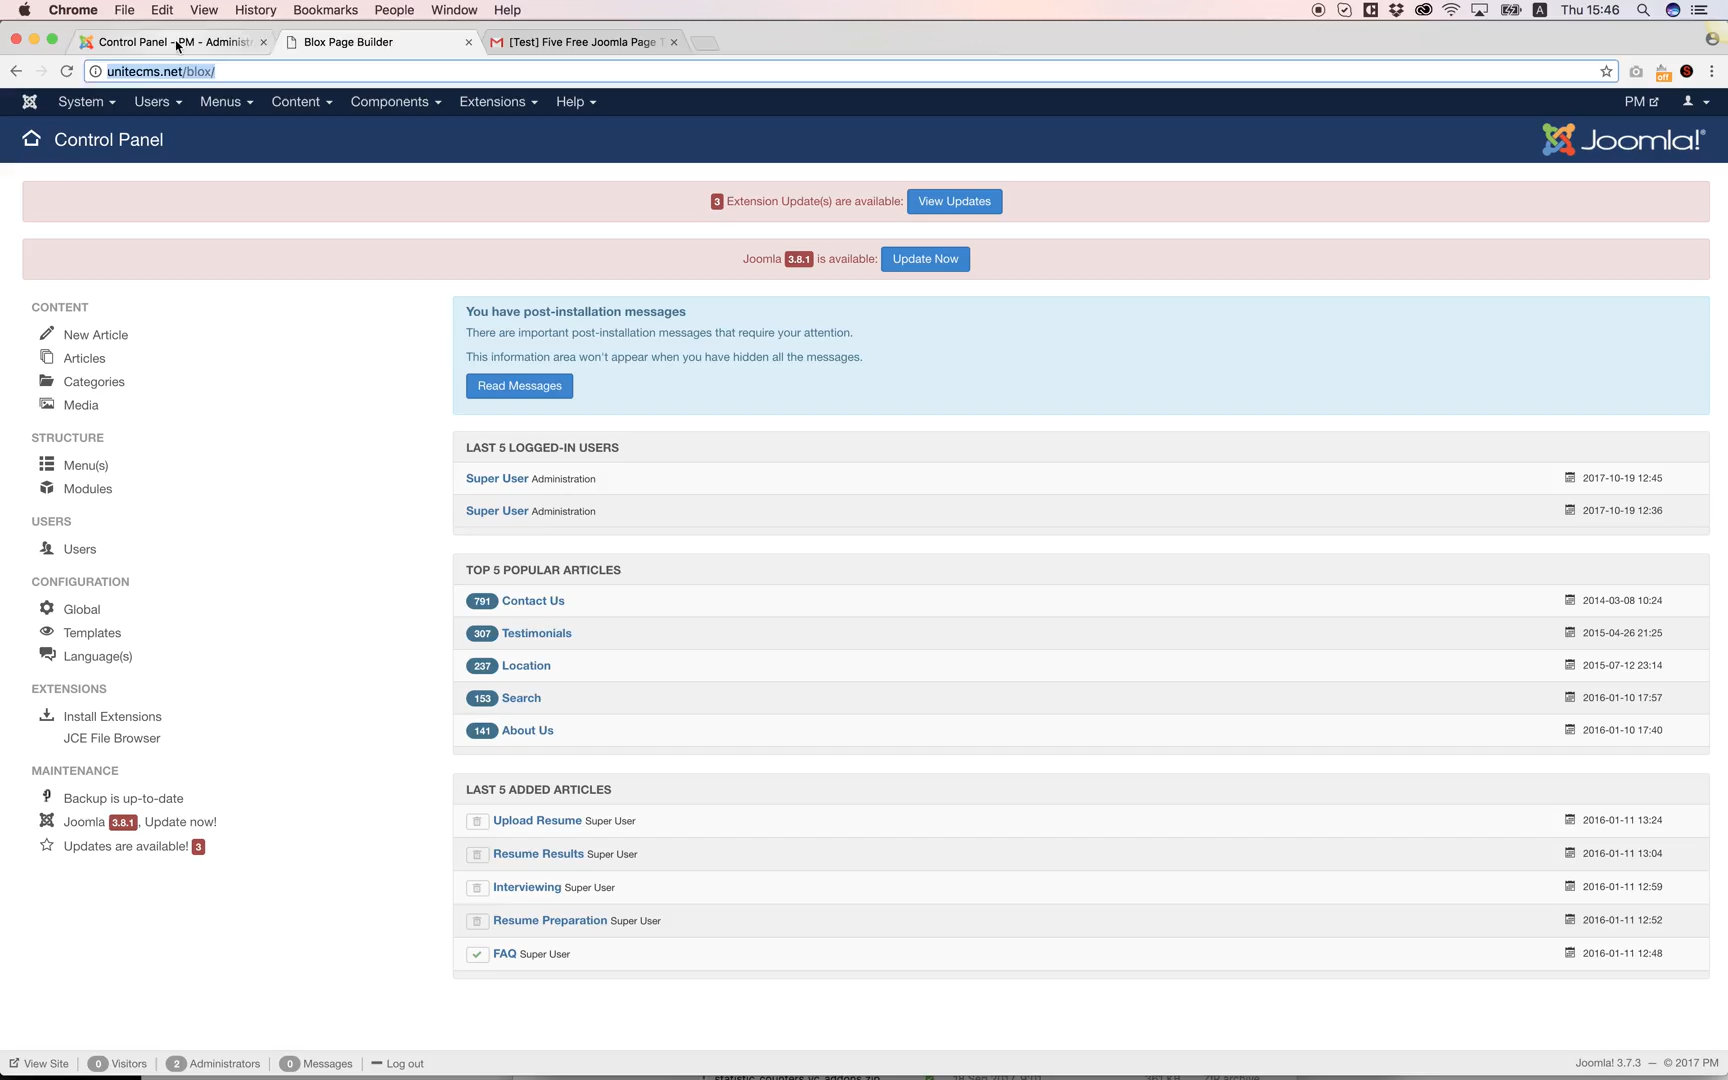 Chrome File Edit View History Bookmarks People Window Help A Thu 15:46
Control Panel - PM - Administr Blox Page Builder [Test] Five Free Joomla Page T
unitecms.net/blox/ off S
System Users Menus Content Components Extensions Help PM
Control Panel Joomla!
3 Extension Update(s) are available: View Updates
Joomla 3.8.1 is available: Update Now
CONTENT
New Article
Articles
Categories
Media
STRUCTURE
Menu(s)
Modules
USERS
Users
CONFIGURATION
Global
Templates
Language(s)
EXTENSIONS
Install Extensions
JCE File Browser
MAINTENANCE
Backup is up-to-date
Joomla 3.8.1, Update now!
Updates are available! 3
You have post-installation messages
There are important post-installation messages that require your attention.
This information area won't appear when you have hidden all the messages.
Read Messages
LAST 5 LOGGED-IN USERS
Super User Administration 2017-10-19 12:45
Super User Administration 2017-10-19 12:36
TOP 5 POPULAR ARTICLES
791 Contact Us 2014-03-08 10:24
307 Testimonials 2015-04-26 21:25
237 Location 2015-07-12 23:14
153 Search 2016-01-10 17:57
141 About Us 2016-01-10 17:40
LAST 5 ADDED ARTICLES
Upload Resume Super User 2016-01-11 13:24
Resume Results Super User 2016-01-11 13:04
Interviewing Super User 2016-01-11 12:59
Resume Preparation Super User 2016-01-11 12:52
FAQ Super User 2016-01-11 12:48
View Site 0 Visitors 2 Administrators 0 Messages Log out Joomla! 3.7.3 — © 2017 PM